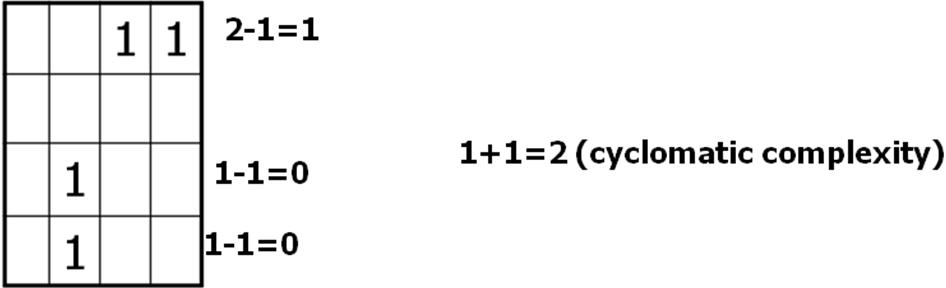 1 1 2-1=1
1+1=2 (cyclomatic complexity)
1 1-1=0
1 1-1=0